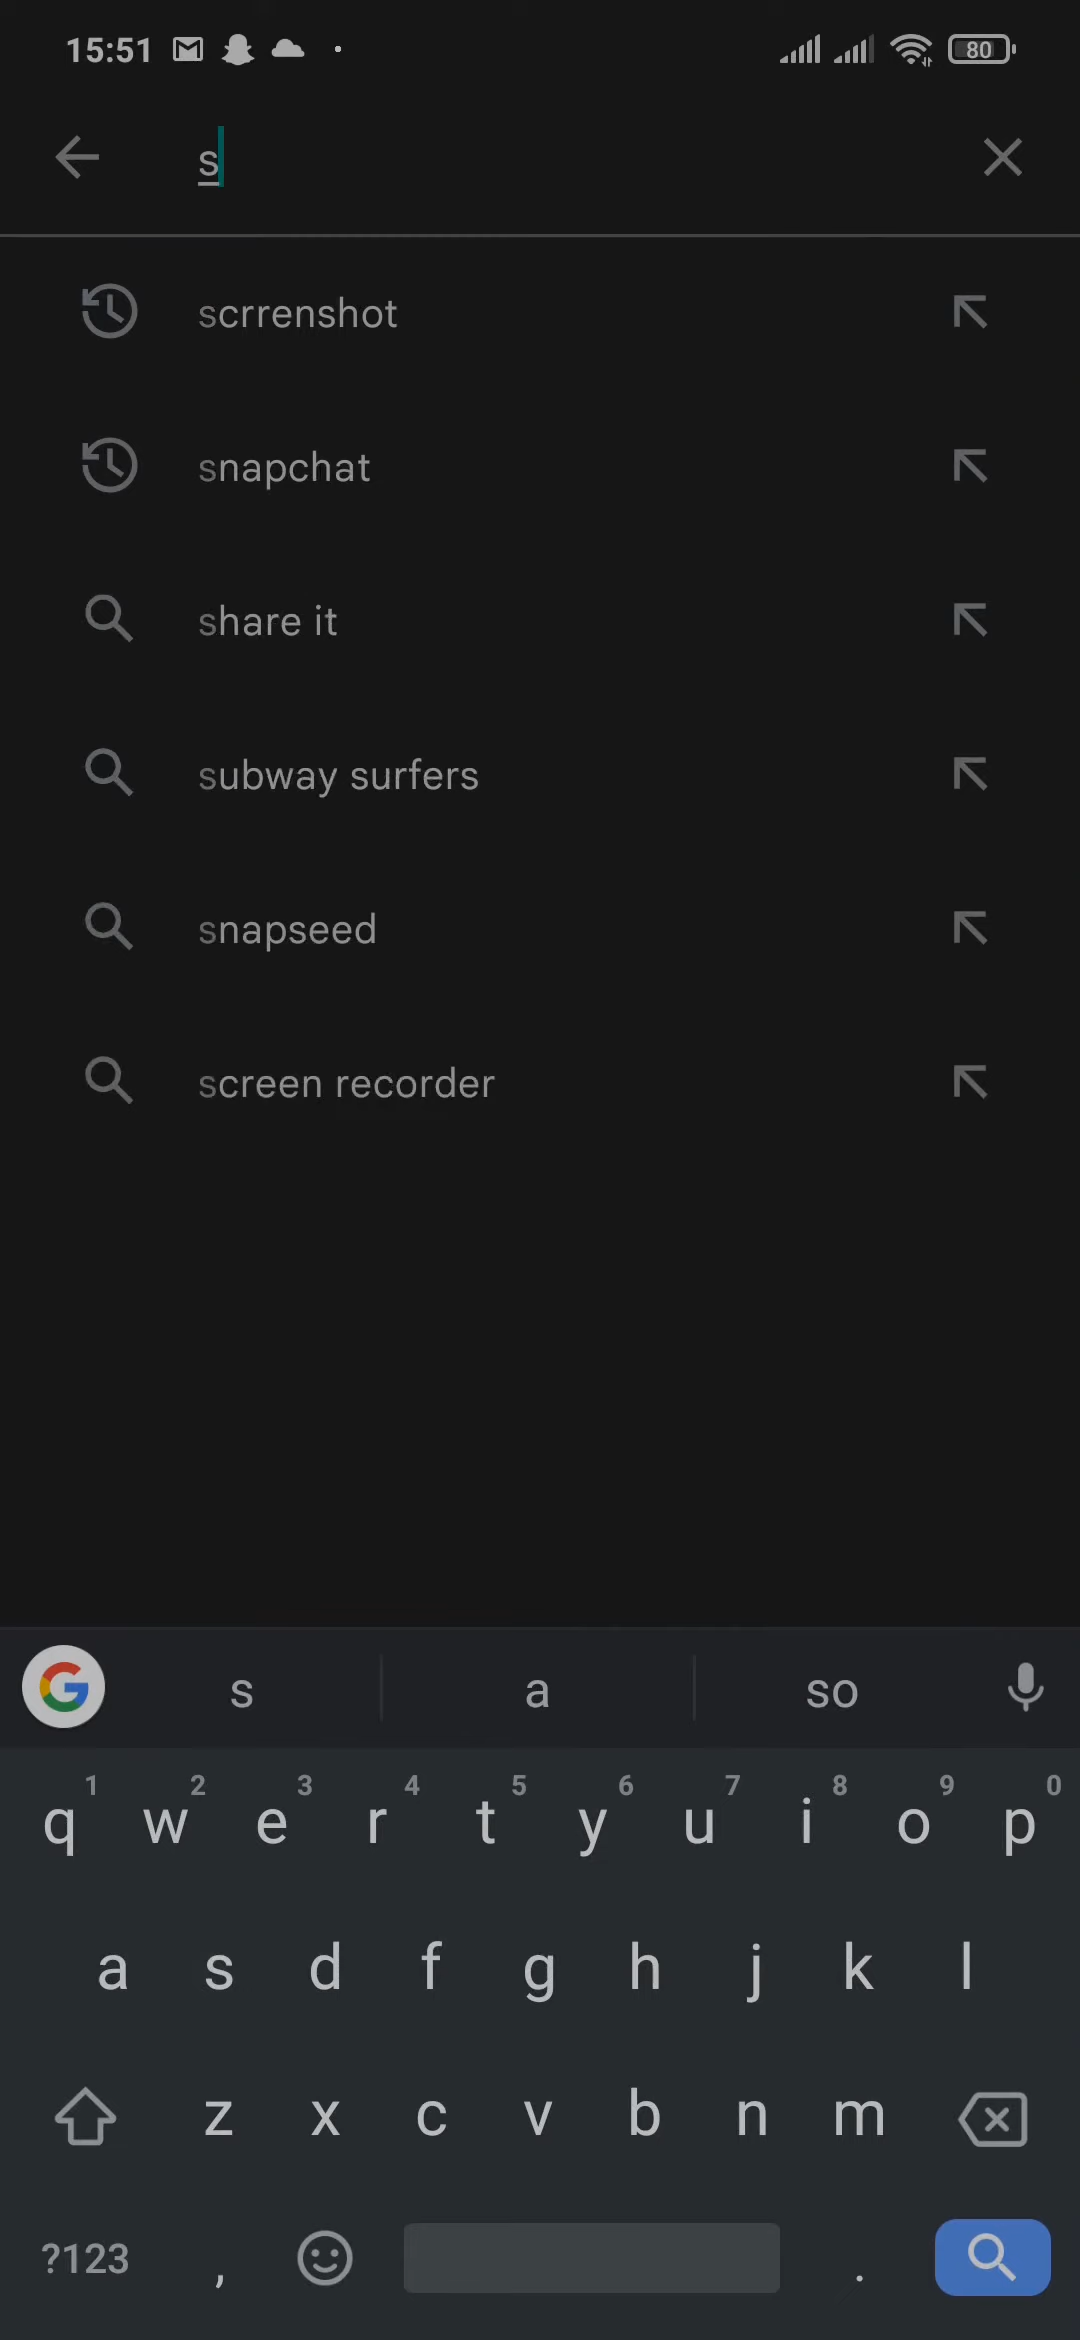 15:51 80
s
scrrenshot
snapchat
share it
subway surfers
snapseed
screen recorder
s a so
1 2 3 4 5 6 7 8 9 0
q w e r t y u i o p
a s d f g h j k l
z x c v b n m
?123 , .